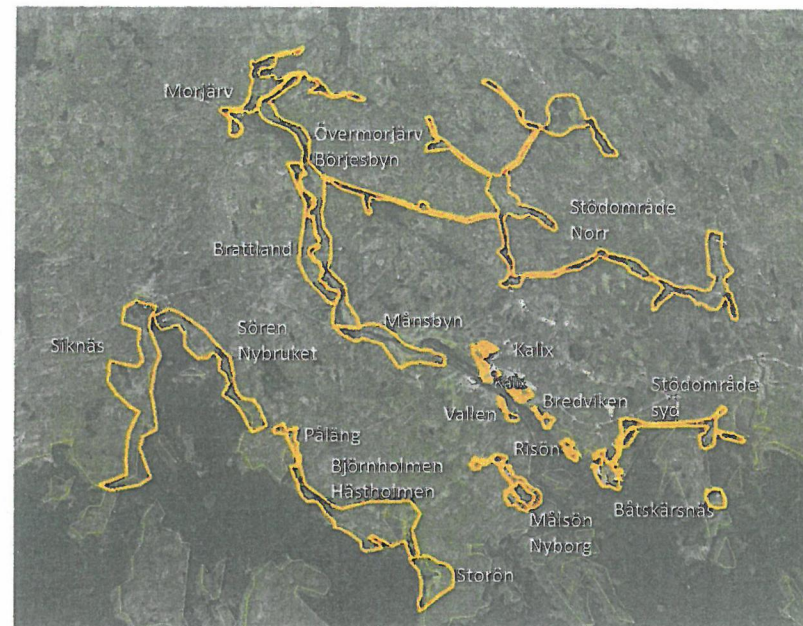 Morjärv
Övermorjärv
Börjesbyn
Stödområde
Norr
Brattland
Månsbyn
Siknäs
Sören
Nybruket
Kalix
Kalix
Stödområde
syd
Vallen
Bredviken
Påläng
Risön
Björnholmen
Hästholmen
Båtskärsnäs
Målsön
Nyborg
Storön